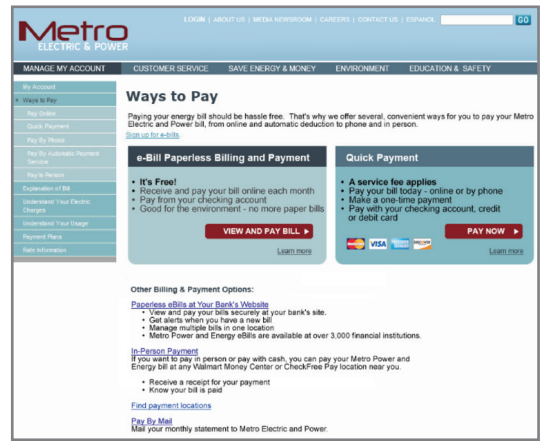 LOGIN | ABOUT US | MEDIA NEWSROOM | CAREERS | CONTACT US | ESPANOL
GO
Metro
ELECTRIC & POWER
MANAGE MY ACCOUNT
CUSTOMER SERVICE
SAVE ENERGY & MONEY
ENVIRONMENT
EDUCATION & SAFETY
My Account
Ways to Pay
Pay Online
Quick Payment
Pay By Phone
Pay By Automatic Payment
Service
Pay In Person
Explanation of Bill
Understand Your Electric
Charges
Understand Your Usage
Payment Plans
Rate Information
Ways to Pay
Paying your energy bill should be hassle free. That's why we offer several, convenient ways for you to pay your Metro
Electric and Power bill, from online and automatic deduction to phone and in person.
Sign up for e-bills.
e-Bill Paperless Billing and Payment
• It's Free!
• Receive and pay your bill online each month
• Pay from your checking account
• Good for the environment - no more paper bills
VIEW AND PAY BILL
Learn more
Quick Payment
• A service fee applies
• Pay your bill today - online or by phone
• Make a one-time payment
• Pay with your checking account, credit
or debit card
VISA
PAY NOW
Learn more
Other Billing & Payment Options:
Paperless eBills at Your Bank's Website
• View and pay your bills securely at your bank's site.
• Get alerts when you have a new bill
• Manage multiple bills in one location
• Metro Power and Energy eBills are available at over 3,000 financial institutions.
In-Person Payment
If you want to pay in person or pay with cash, you can pay your Metro Power and
Energy bill at any Walmart Money Center or CheckFree Pay location near you.
• Receive a receipt for your payment
• Know your bill is paid
Find payment locations
Pay By Mail
Mail your monthly statement to Metro Electric and Power.